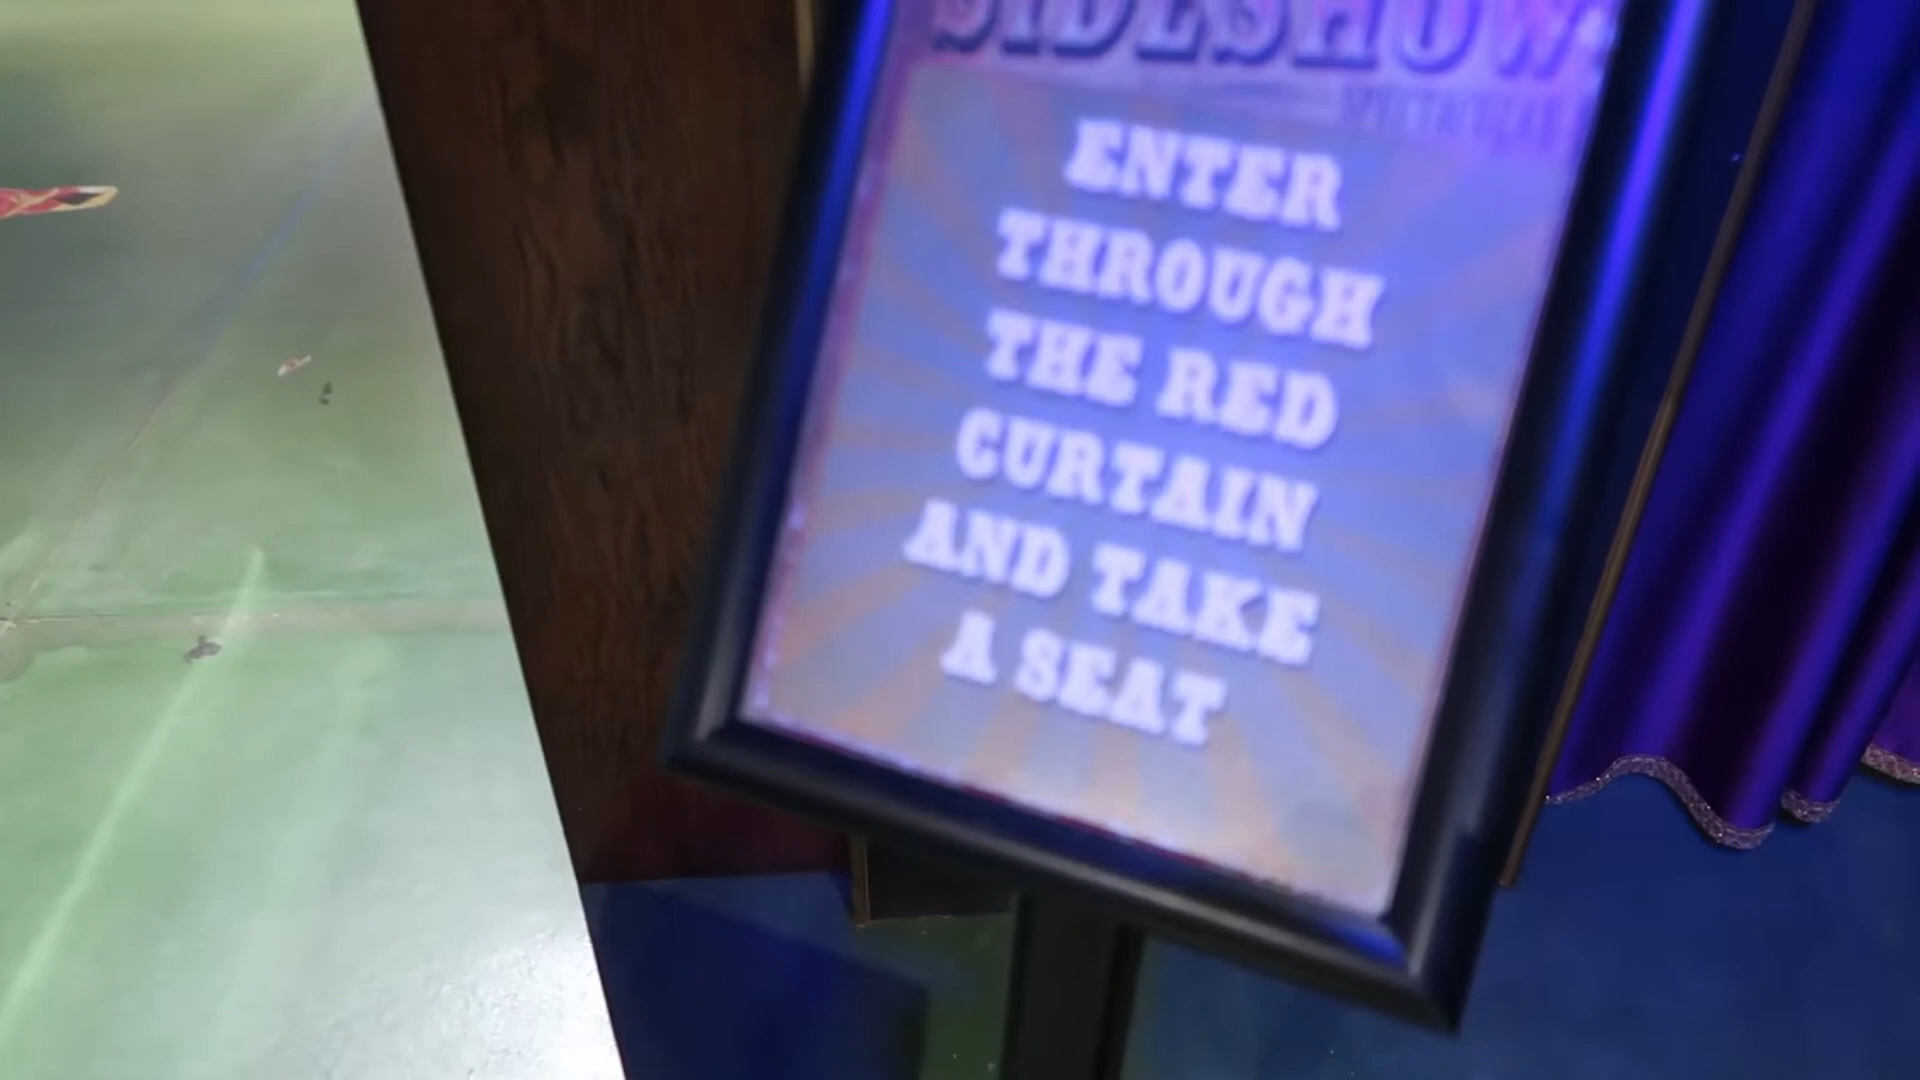 SIDESHOW
ENTER
THROUGH
THE RED
CURTAIN
AND TAKE
A SEAT